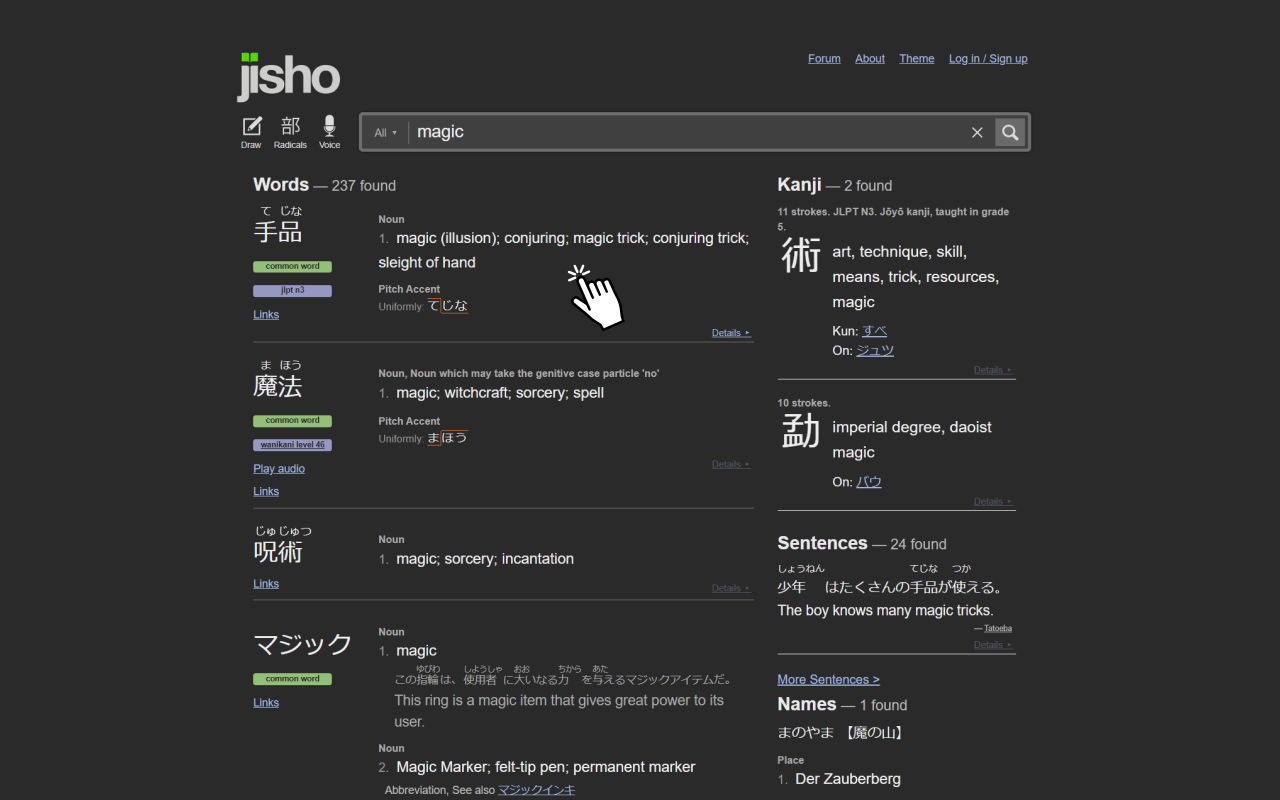 jisho
Forum About Theme Log in / Sign up
Draw
部
Radicals
Voice
All ▾ magic
Words — 237 found
て じな
手品
common word
jlpt n3
Links
Noun
1. magic (illusion); conjuring; magic trick; conjuring trick;
sleight of hand
Pitch Accent
Uniformly: てじな
Details ▸
ま ほう
魔法
common word
wanikani level 46
Play audio
Links
Noun, Noun which may take the genitive case particle 'no'
1. magic; witchcraft; sorcery; spell
Pitch Accent
Uniformly: まほう
Details ▸
じゅ じゅつ
呪術
Links
Noun
1. magic; sorcery; incantation
Details ▸
マジック
common word
Links
Noun
1. magic
ゆびわ しようしゃ おお ちから あた
この指輪は、使用者に大いなる力を与えるマジックアイテムだ。
This ring is a magic item that gives great power to its
user.
Noun
2. Magic Marker; felt-tip pen; permanent marker
Abbreviation, See also マジックインキ
Kanji — 2 found
11 strokes. JLPT N3. Jōyō kanji, taught in grade
5.
術
art, technique, skill,
means, trick, resources,
magic
Kun: すべ
On: ジュツ
Details ▸
10 strokes.
勐
imperial degree, daoist
magic
On: バウ
Details ▸
Sentences — 24 found
しょうねん てじな つか
少年 はたくさんの手品が使える。
The boy knows many magic tricks.
— Tatoeba
Details ▸
More Sentences >
Names — 1 found
まのやま 【魔の山】
Place
1. Der Zauberberg